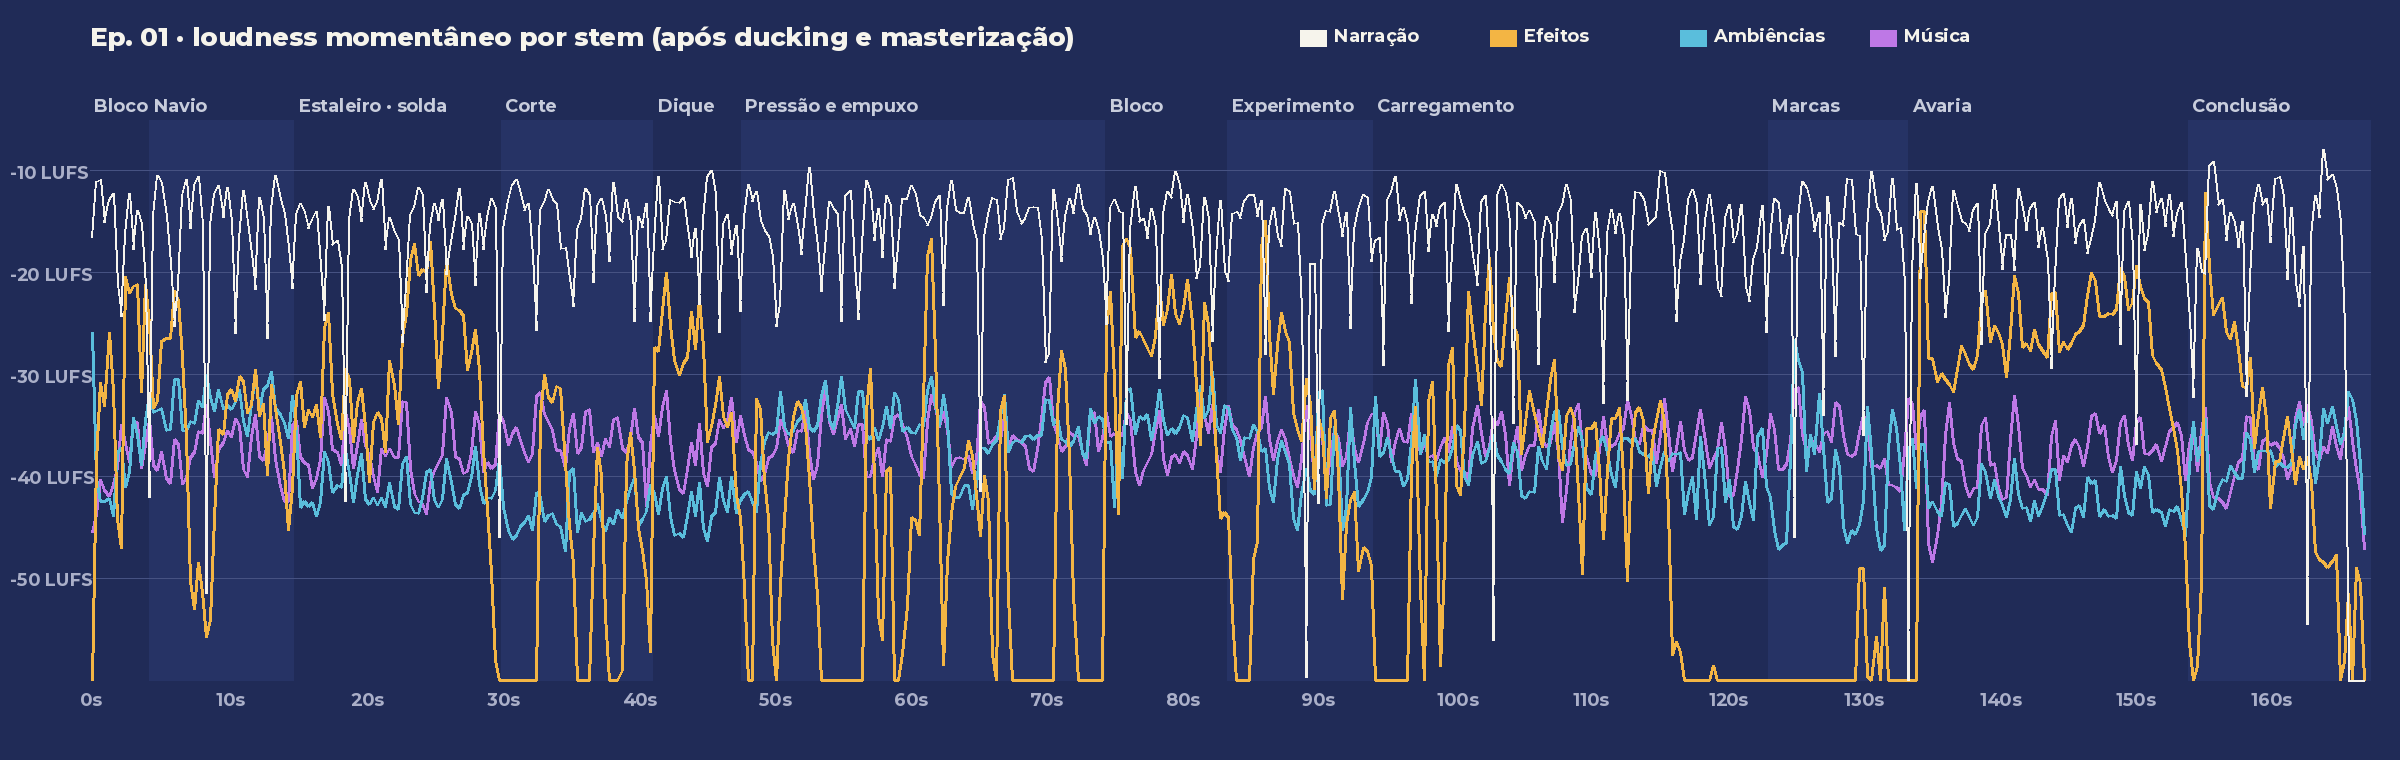 Ep. 01 · loudness momentâneo por stem (após ducking e masterização)
Narração
Efeitos
Ambiências
Música
Bloco
Navio
Estaleiro · solda
Corte
Dique
Pressão e empuxo
Bloco
Experimento
Carregamento
Marcas
Avaria
Conclusão
-10 LUFS
-20 LUFS
-30 LUFS
-40 LUFS
-50 LUFS
0s
10s
20s
30s
40s
50s
60s
70s
80s
90s
100s
110s
120s
130s
140s
150s
160s